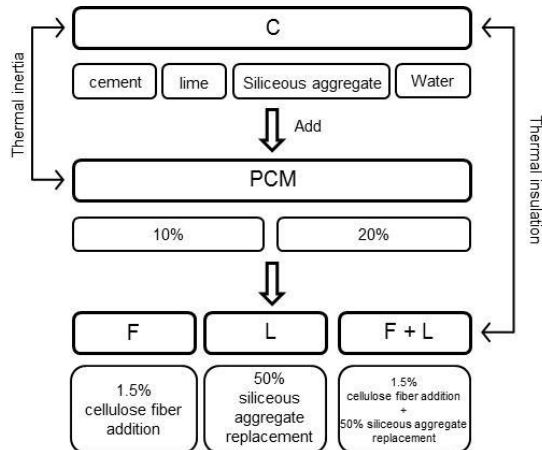 C
Thermal inertia
cement
lime
Siliceous aggregate
Water
Thermal insulation
Add
PCM
10%
20%
F
L
F + L
1.5%
cellulose fiber
addition
50%
siliceous
aggregate
replacement
1.5%
cellulose fiber addition
+
50% siliceous aggregate
replacement